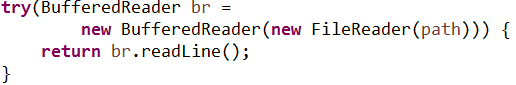 try(BufferedReader br =
new BufferedReader(new FileReader(path))) {
return br.readLine();
}